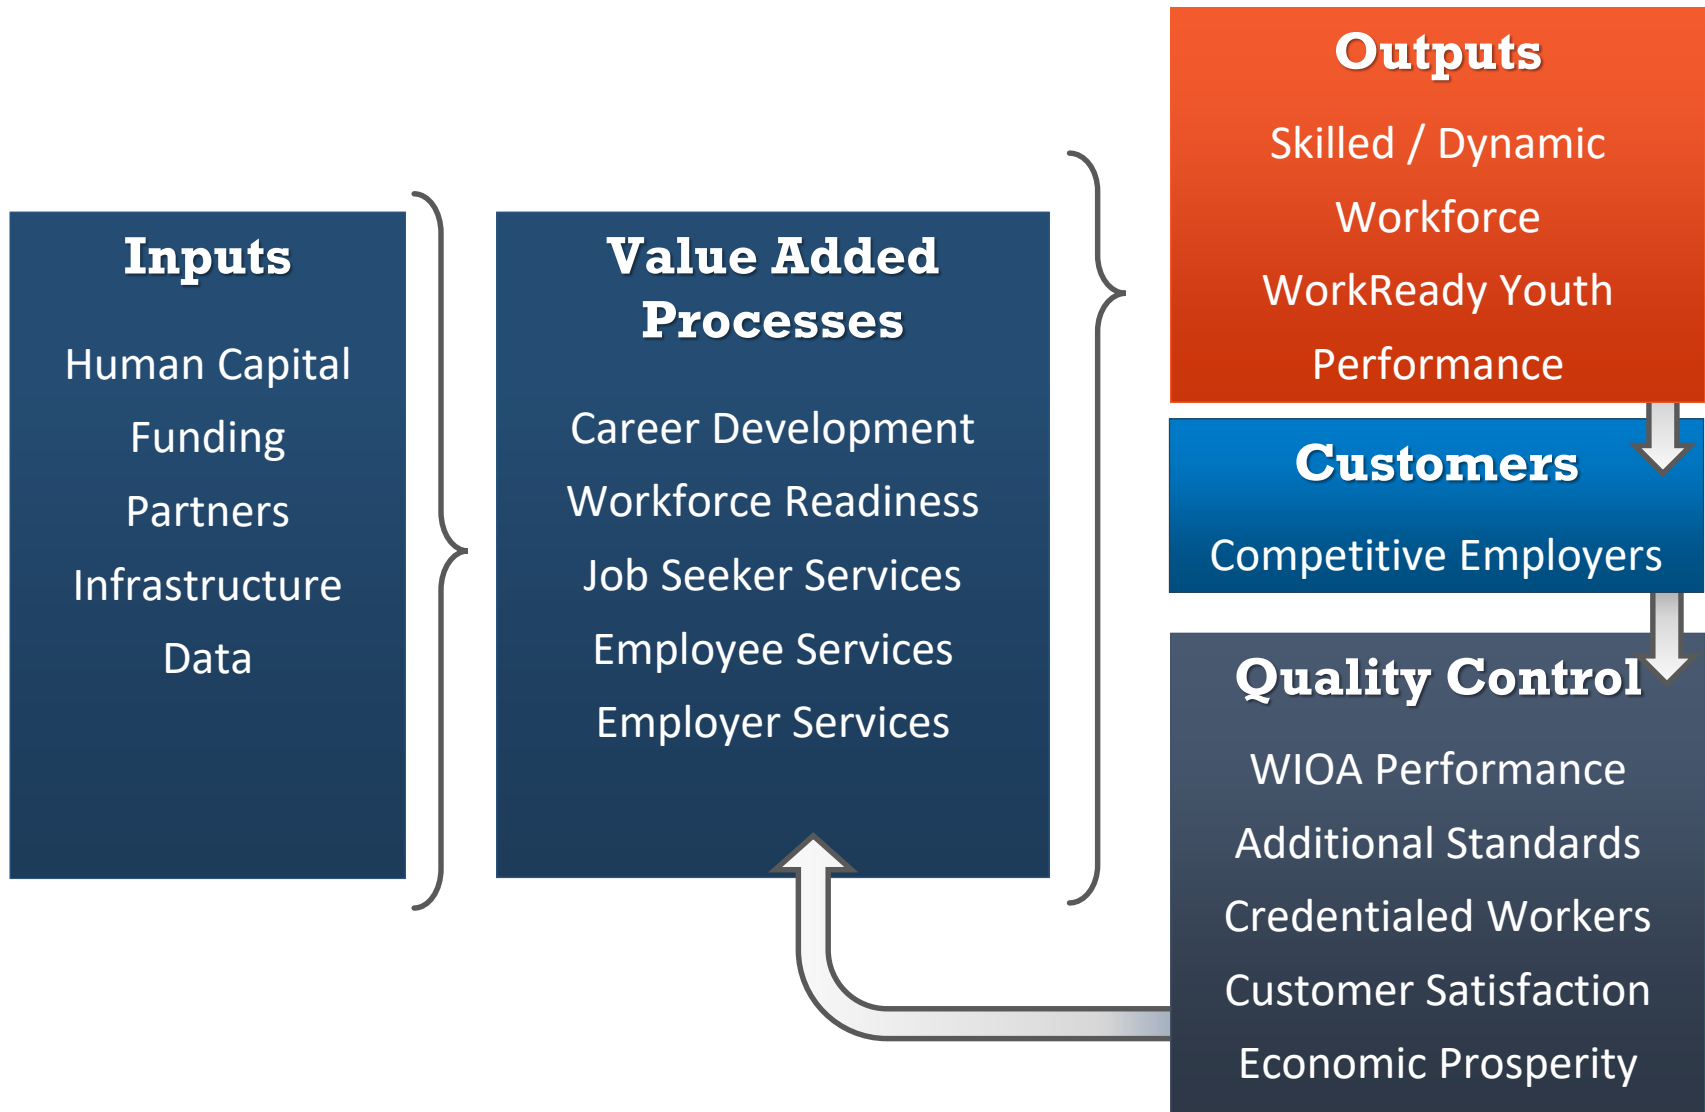 Inputs
Human Capital
Funding
Partners
Infrastructure
Data
Value Added
Processes
Career Development
Workforce Readiness
Job Seeker Services
Employee Services
Employer Services
Outputs
Skilled / Dynamic
Workforce
WorkReady Youth
Performance
Customers
Competitive Employers
Quality Control
WIOA Performance
Additional Standards
Credentialed Workers
Customer Satisfaction
Economic Prosperity